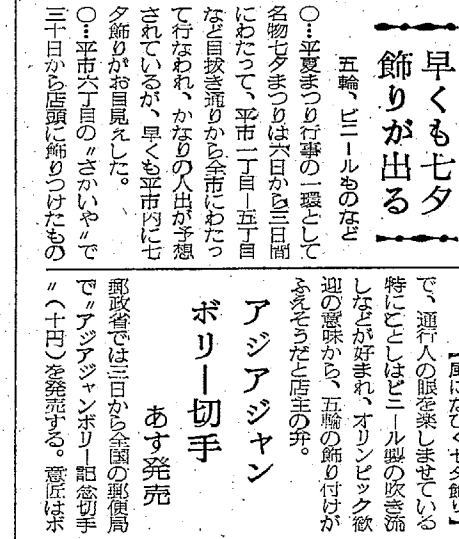 早くも七夕
飾りが出る
五輪、ビニールものなど
〇…平夏まつり行事の一環として
名物七夕まつりは六日から三日間
にわたって、平市一丁目―五丁目
など目抜き通りから全市にわたっ
て行なわれ、かなりの人出が予想
されているが、早くも平市内に七
夕飾りがお目見えした。
〇…平市六丁目の〃さかいや〃で
三十日から店頭に飾りつけたもの
【風になびく七夕飾り】
で、通行人の眼を楽しませている
特にことしはビニール製の吹き流
しなどが好まれ、オリンピック歓
迎の意味から、五輪の飾り付けが
ふえそうだと店主の弁。
アジアジャン
ボリー切手
あす発売
郵政省では三日から全国の郵便局
で〃アジアジャンボリー記念切手
〃（十円）を発売する。意匠はボ